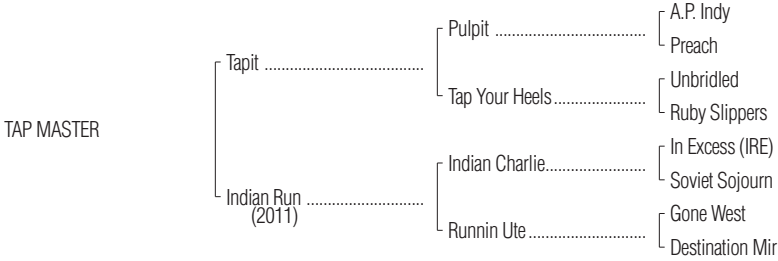 A.P. Indy
Pulpit ........................................
Preach
Tapit ..........................................
Unbridled
Tap Your Heels........................
Ruby Slippers
TAP MASTER
In Excess (IRE)
Indian Charlie..........................
Soviet Sojourn
Indian Run ...............................
(2011)
Gone West
Runnin Ute ...............................
Destination Mir